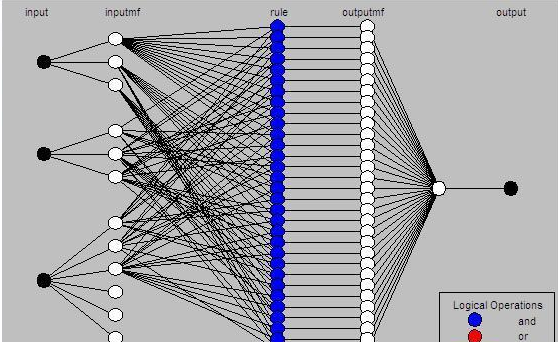 input inputmf rule outputmf output
Logical Operations
and
or